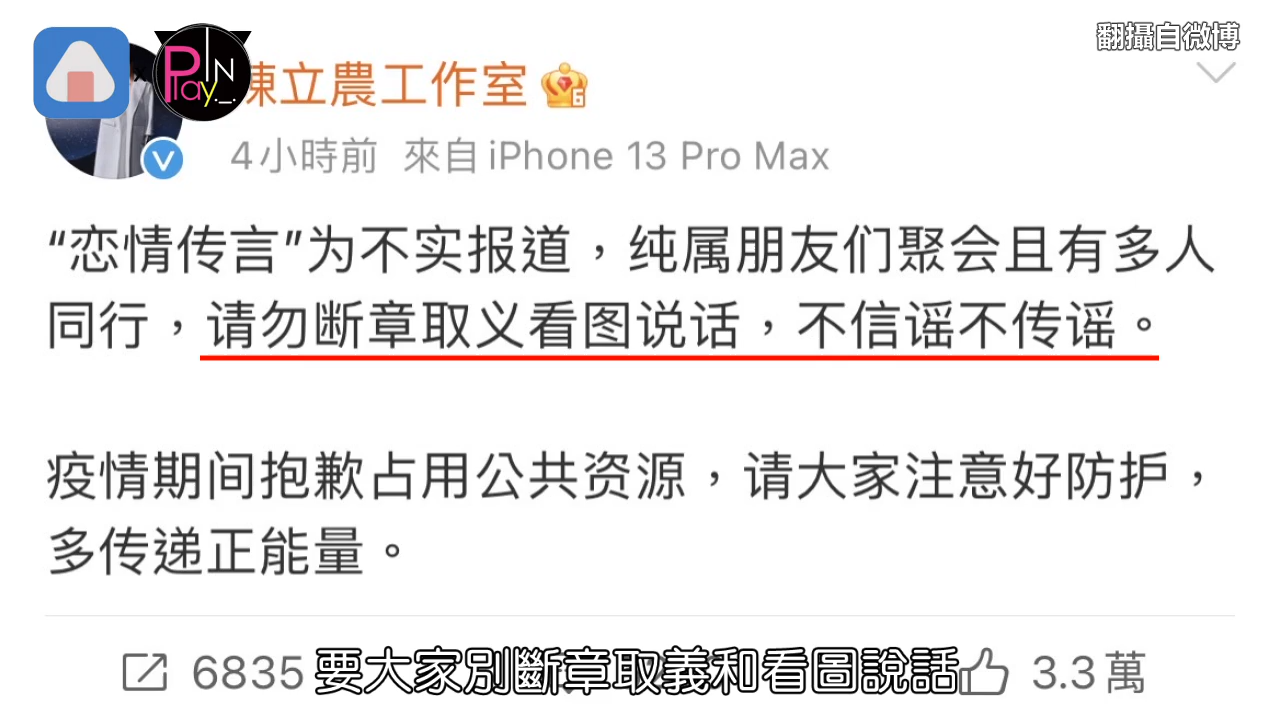 翻攝自微博
Play IN
陳立農工作室
6
4小時前 來自 iPhone 13 Pro Max
“恋情传言”为不实报道，纯属朋友们聚会且有多人
同行，请勿断章取义看图说话，不信谣不传谣。
疫情期间抱歉占用公共资源，请大家注意好防护，
多传递正能量。
6835 3.3萬
要大家別斷章取義和看圖說話